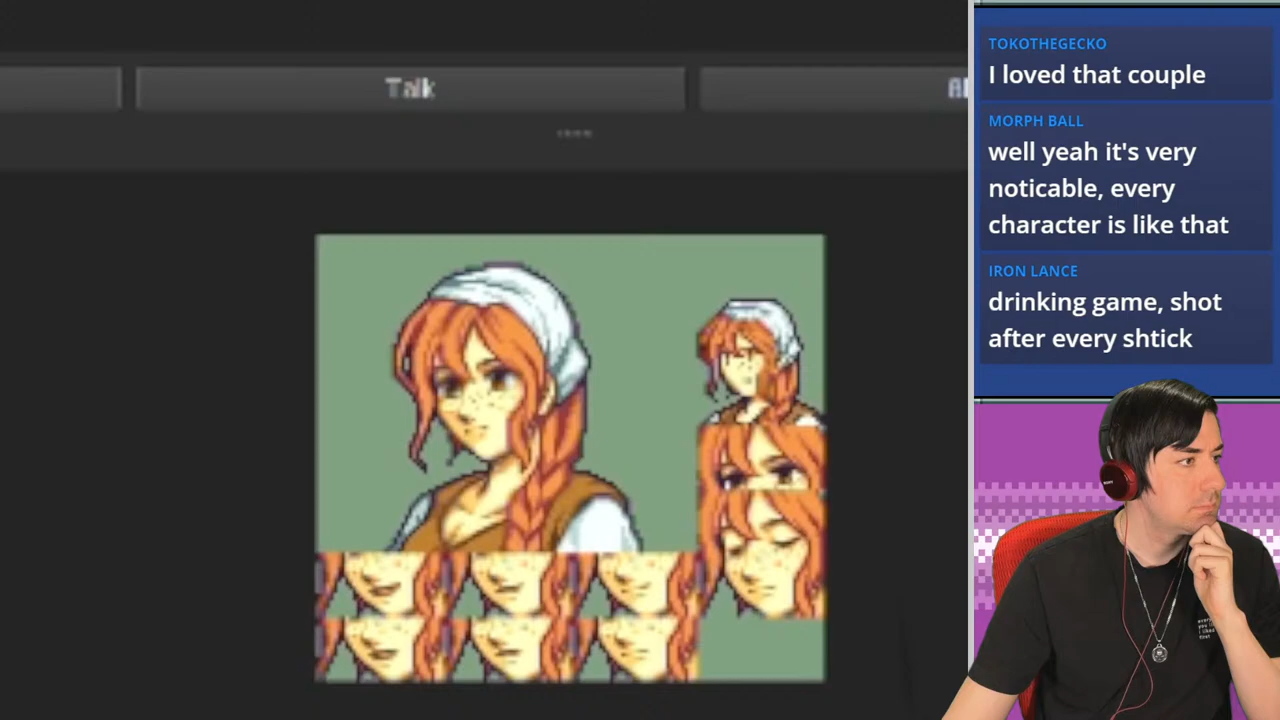 Talk
TOKOTHEGECKO
I loved that couple
MORPH BALL
well yeah it's very
noticable, every
character is like that
IRON LANCE
drinking game, shot
after every shtick